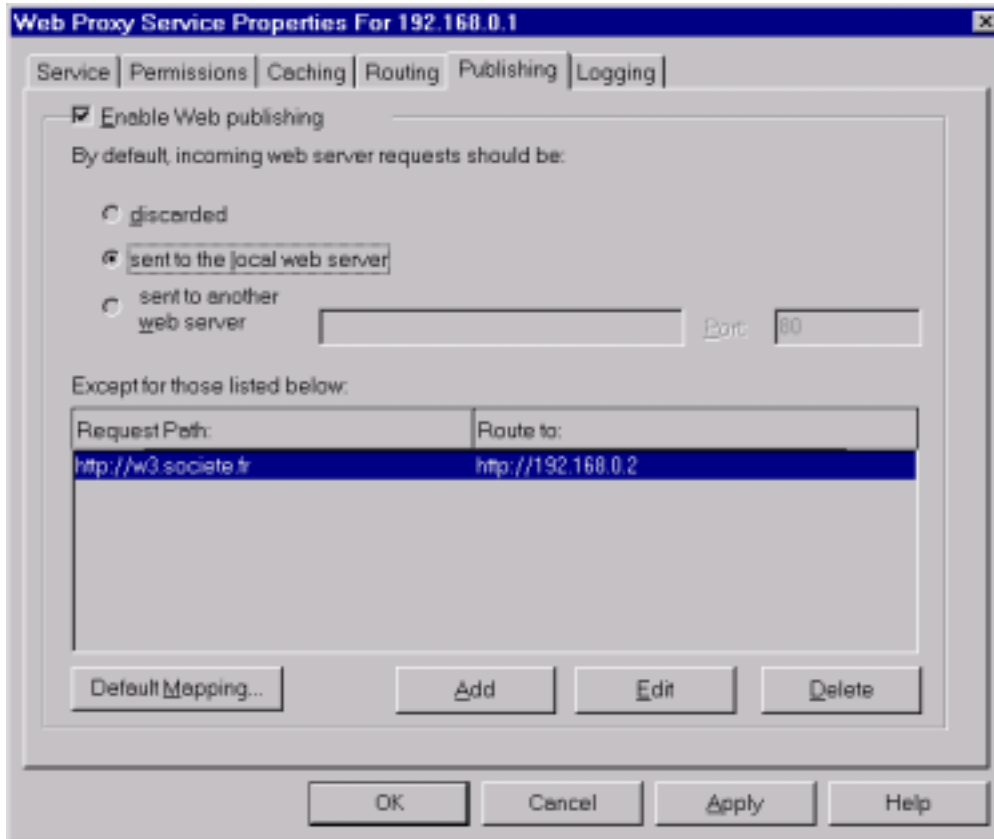 Web Proxy Service Properties For 192.168.0.1
Service Permissions Caching Routing Publishing Logging
Enable Web publishing
By default, incoming web server requests should be:
discarded
sent to the local web server
sent to another
web server
Port: 80
Except for those listed below:
Request Path: Route to:
http://w3.societe.fr http://192.168.0.2
Default Mapping... Add Edit Delete
OK Cancel Apply Help